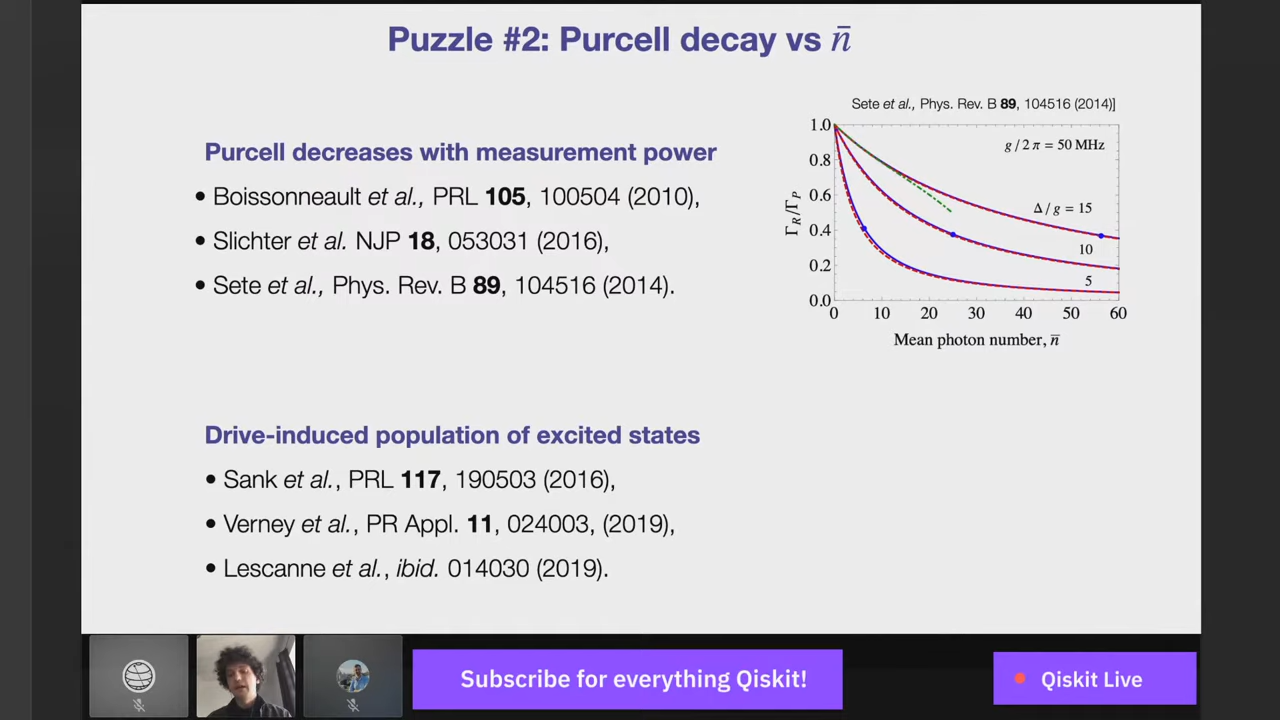 Puzzle #2: Purcell decay vs n̄
Sete et al., Phys. Rev. B 89, 104516 (2014)]
Purcell decreases with measurement power
• Boissonneault et al., PRL 105, 100504 (2010),
• Slichter et al. NJP 18, 053031 (2016),
• Sete et al., Phys. Rev. B 89, 104516 (2014).
1.0
0.8
0.6
0.4
0.2
0.0
Γ_R/Γ_P
g/2π = 50 MHz
Δ/g = 15
10
5
0 10 20 30 40 50 60
Mean photon number, n̄
Drive-induced population of excited states
• Sank et al., PRL 117, 190503 (2016),
• Verney et al., PR Appl. 11, 024003, (2019),
• Lescanne et al., ibid. 014030 (2019).
Subscribe for everything Qiskit!
Qiskit Live